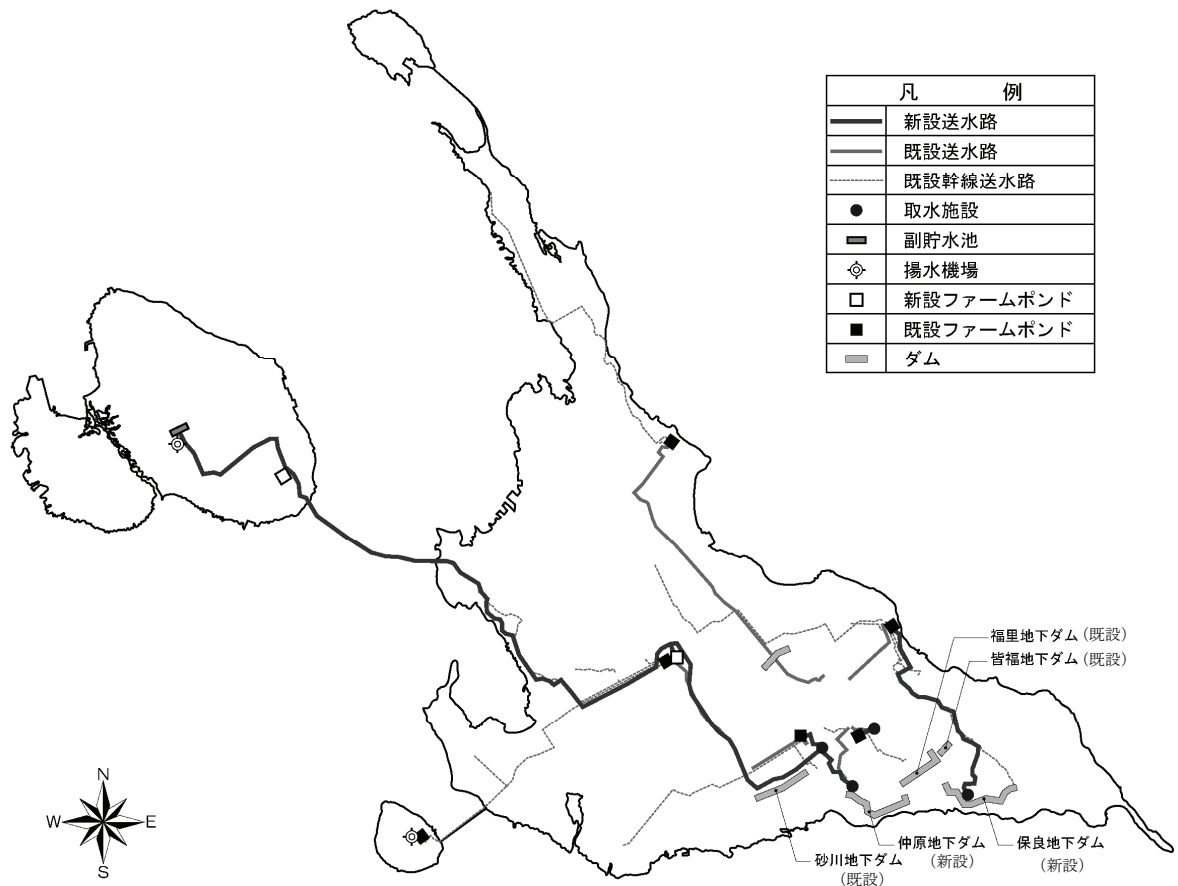 凡 例
新設送水路
既設送水路
既設幹線送水路
取水施設
副貯水池
揚水機場
新設ファームポンド
既設ファームポンド
ダム
福里地下ダム(既設)
皆福地下ダム(既設)
仲原地下ダム
(新設)
保良地下ダム
(新設)
砂川地下ダム
(既設)
N
W E
S